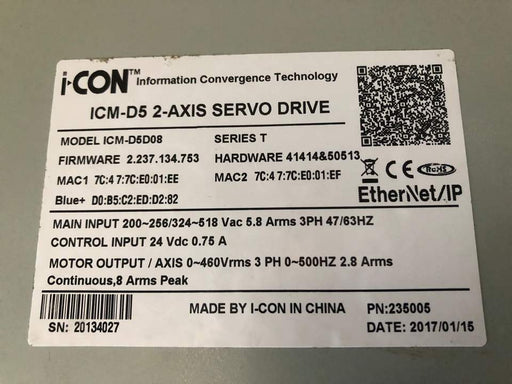 i-CON™ Information Convergence Technology
ICM-D5 2-AXIS SERVO DRIVE
MODEL ICM-D5D08 SERIES T
FIRMWARE 2.237.134.753 HARDWARE 41414&50513
MAC1 7C:4 7:7C:E0:01:EE MAC2 7C:4 7:7C:E0:01:EF
Blue+ D0:B5:C2:ED:D2:82
CE RoHS
EtherNet/IP
MAIN INPUT 200~256/324~518 Vac 5.8 Arms 3PH 47/63HZ
CONTROL INPUT 24 Vdc 0.75 A
MOTOR OUTPUT / AXIS 0~460Vrms 3 PH 0~500HZ 2.8 Arms
Continuous,8 Arms Peak
MADE BY I-CON IN CHINA PN:235005
SN: 20134027 DATE: 2017/01/15